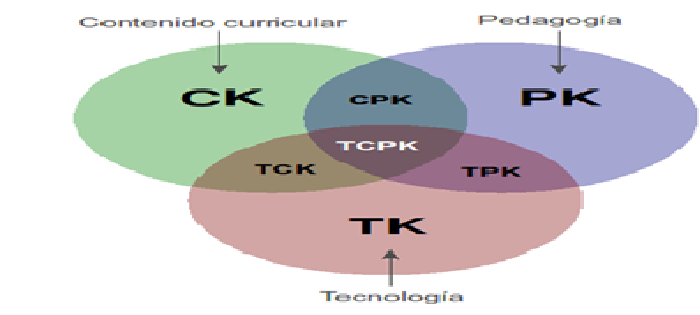 Contenido curricular
Pedagogía
CK
CPK
PK
TCPK
TCK
TPK
TK
Tecnología